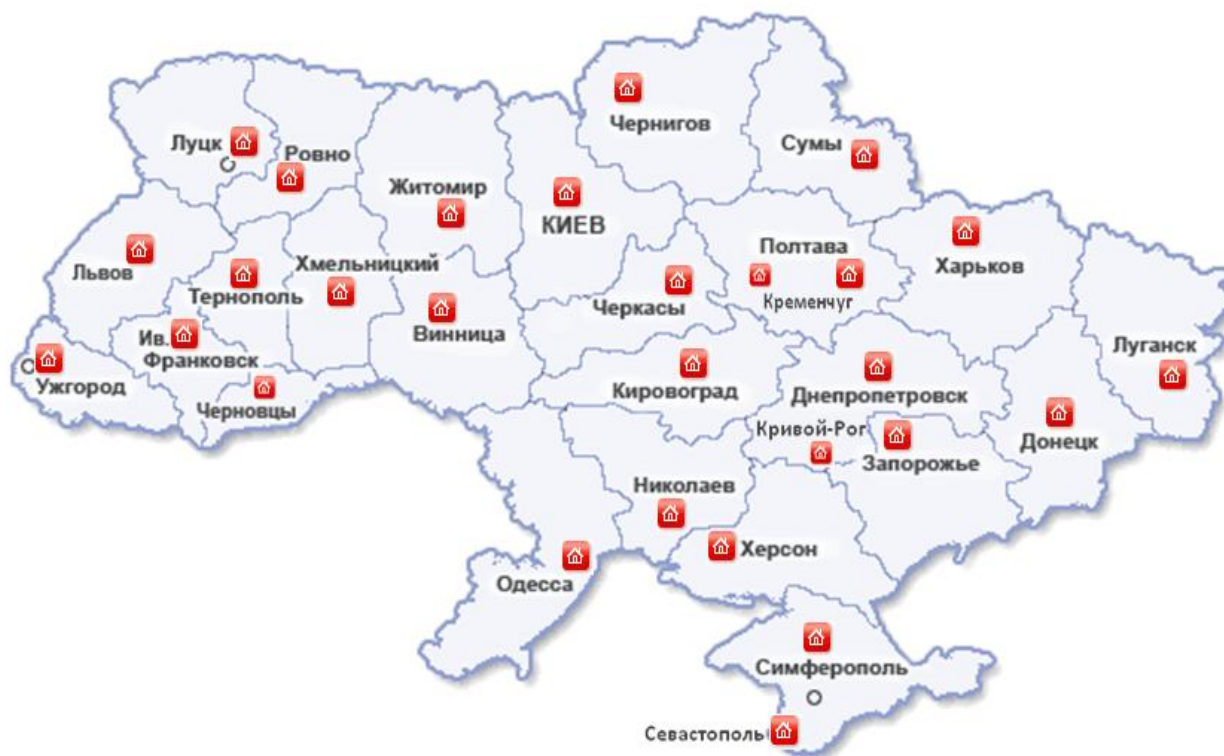 Чернигов
Луцк
Сумы
Ровно
Житомир
КИЕВ
Полтава
Харьков
Львов
Хмельницкий
Тернополь
Черкасы
Кременчуг
Ив.
Франковск
Винница
Луганск
Ужгород
Черновцы
Кировоград
Днепропетровск
Кривой-Рог
Донецк
Запорожье
Николаев
Херсон
Одесса
Симферополь
Севастополь